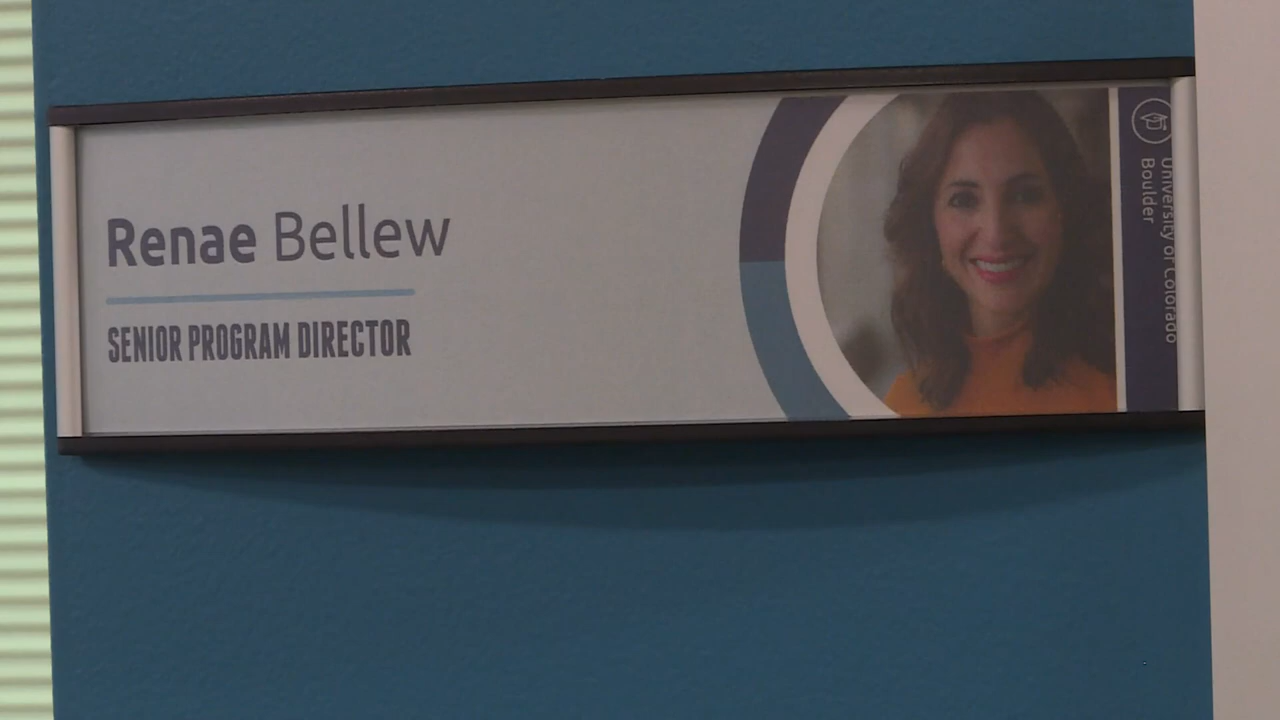 Renae Bellew
SENIOR PROGRAM DIRECTOR
University of Colorado
Boulder